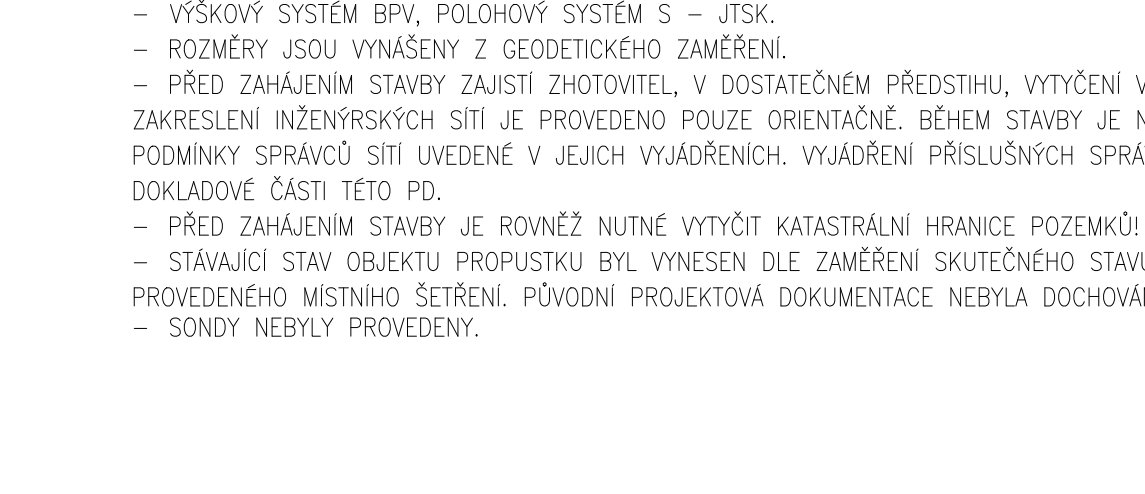 – VÝŠKOVÝ SYSTÉM BPV, POLOHOVÝ SYSTÉM S – JTSK.
– ROZMĚRY JSOU VYNÁŠENY Z GEODETICKÉHO ZAMĚŘENÍ.
– PŘED ZAHÁJENÍM STAVBY ZAJISTÍ ZHOTOVITEL, V DOSTATEČNÉM PŘEDSTIHU, VYTYČENÍ
ZAKRESLENÍ INŽENÝRSKÝCH SÍTÍ JE PROVEDENO POUZE ORIENTAČNĚ. BĚHEM STAVBY JE
PODMÍNKY SPRÁVCŮ SÍTÍ UVEDENÉ V JEJICH VYJÁDŘENÍCH. VYJÁDŘENÍ PŘÍSLUŠNÝCH
DOKLADOVÉ ČÁSTI TÉTO PD.
– PŘED ZAHÁJENÍM STAVBY JE ROVNĚŽ NUTNÉ VYTYČIT KATASTRÁLNÍ HRANICE POZEMKŮ!
– STÁVAJÍCÍ STAV OBJEKTU PROPUSTKU BYL VYNESEN DLE ZAMĚŘENÍ SKUTEČNÉHO STAVU
PROVEDENÉHO MÍSTNÍHO ŠETŘENÍ. PŮVODNÍ PROJEKTOVÁ DOKUMENTACE NEBYLA
– SONDY NEBYLY PROVEDENY.